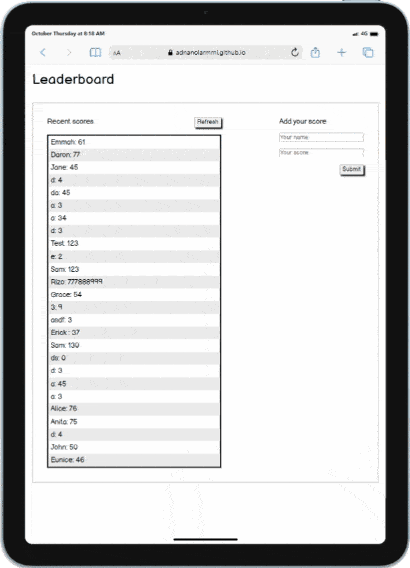 October Thursday at 8:18 AM
4G
AA
adnanolarmmi.github.io
Leaderboard
Recent scores
Refresh
Add your score
Emmah: 61
Daron: 77
Jane: 45
d: 4
da: 45
a: 3
a: 34
d: 3
Test: 123
e: 2
Sam: 123
Riza: 777888999
Grace: 54
3: 9
asdf: 3
Erick : 37
Sam: 130
ds: 0
d: 3
a: 45
a: 3
Alice: 76
Anita: 75
d: 4
John: 50
Eunice: 46
Your name
Your score
Submit